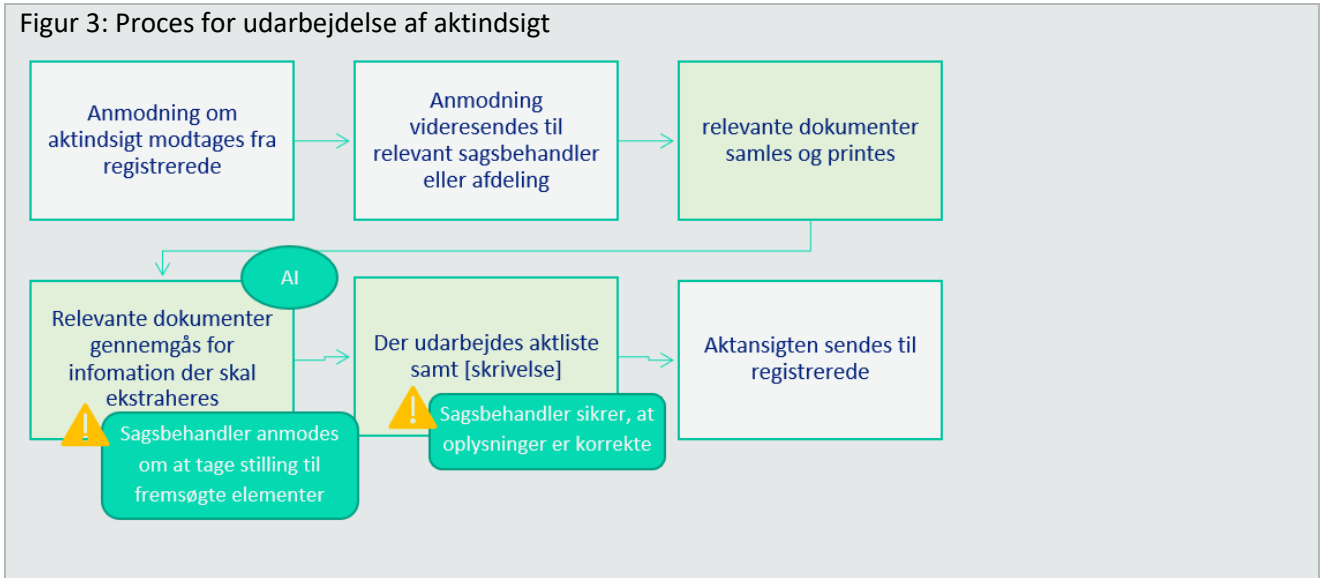 Figur 3: Proces for udarbejdelse af aktindsigt
Anmodning om
aktindsigt modtages fra
registrerede
Anmodning
videresendes til
relevant sagsbehandler
eller afdeling
relevante dokumenter
samles og printes
AI
Relevante dokumenter
gennemgås for
infomation der skal
ekstraheres
Sagsbehandler anmodes
om at tage stilling til
fremsøgte elementer
Der udarbejdes aktliste
samt [skrivelse]
Sagsbehandler sikrer, at
oplysninger er korrekte
Aktansigten sendes til
registrerede